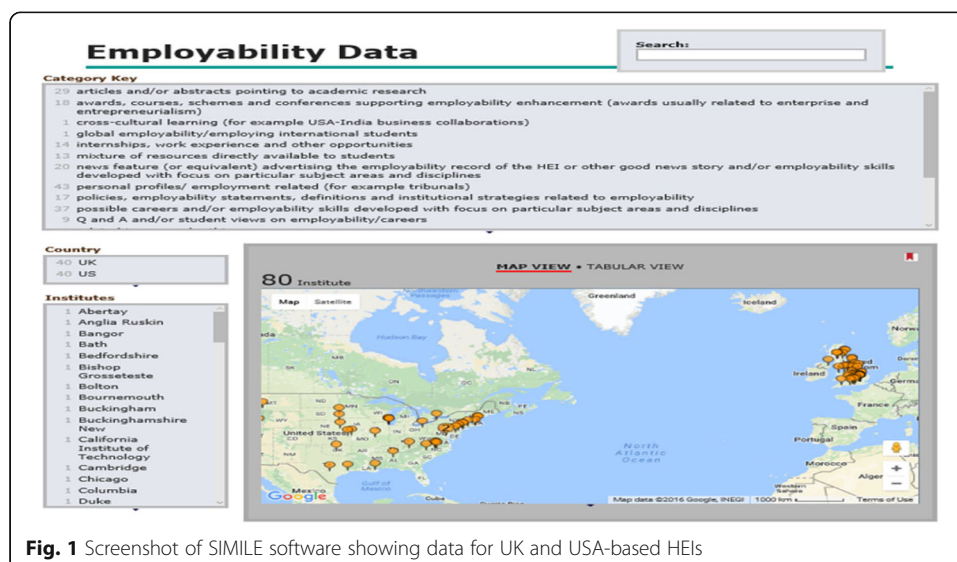 Employability Data
Search:
Category Key
29 articles and/or abstracts pointing to academic research
18 awards, courses, schemes and conferences supporting employability enhancement (awards usually related to enterprise and
entrepreneurialism)
1 cross-cultural learning (for example USA-India business collaborations)
1 global employability/employing international students
14 internships, work experience and other opportunities
13 mixture of resources directly available to students
20 news feature (or equivalent) advertising the employability record of the HEI or other good news story and/or employability skills
developed with focus on particular subject areas and disciplines
43 personal profiles/ employment related (for example tribunals)
17 policies, employability statements, definitions and institutional strategies related to employability
37 possible careers and/or employability skills developed with focus on particular subject areas and disciplines
9 Q and A and/or student views on employability/careers
Country
40 UK
40 US
Institutes
1 Abertay
1 Anglia Ruskin
1 Bangor
1 Bath
1 Bedfordshire
1 Bishop
Grosseteste
1 Bolton
1 Bournemouth
1 Buckingham
1 Buckinghamshire
New
1 California
Institute of
Technology
1 Cambridge
1 Chicago
1 Columbia
1 Duke
MAP VIEW • TABULAR VIEW
80 Institute
Map Satellite
Passages
Greenland
Iceland
Hudson Bay
Norw
Ireland
Germ
France
Spain
Portugal
Morocco
Alger
Western
Sahara
United States
ON
QC
North
Atlantic
Ocean
Gulf of
Mexico
Mexico
Cuba
Google
Map data ©2016 Google, INEGI
1000 km
Terms of Use
Fig. 1 Screenshot of SIMILE software showing data for UK and USA-based HEIs